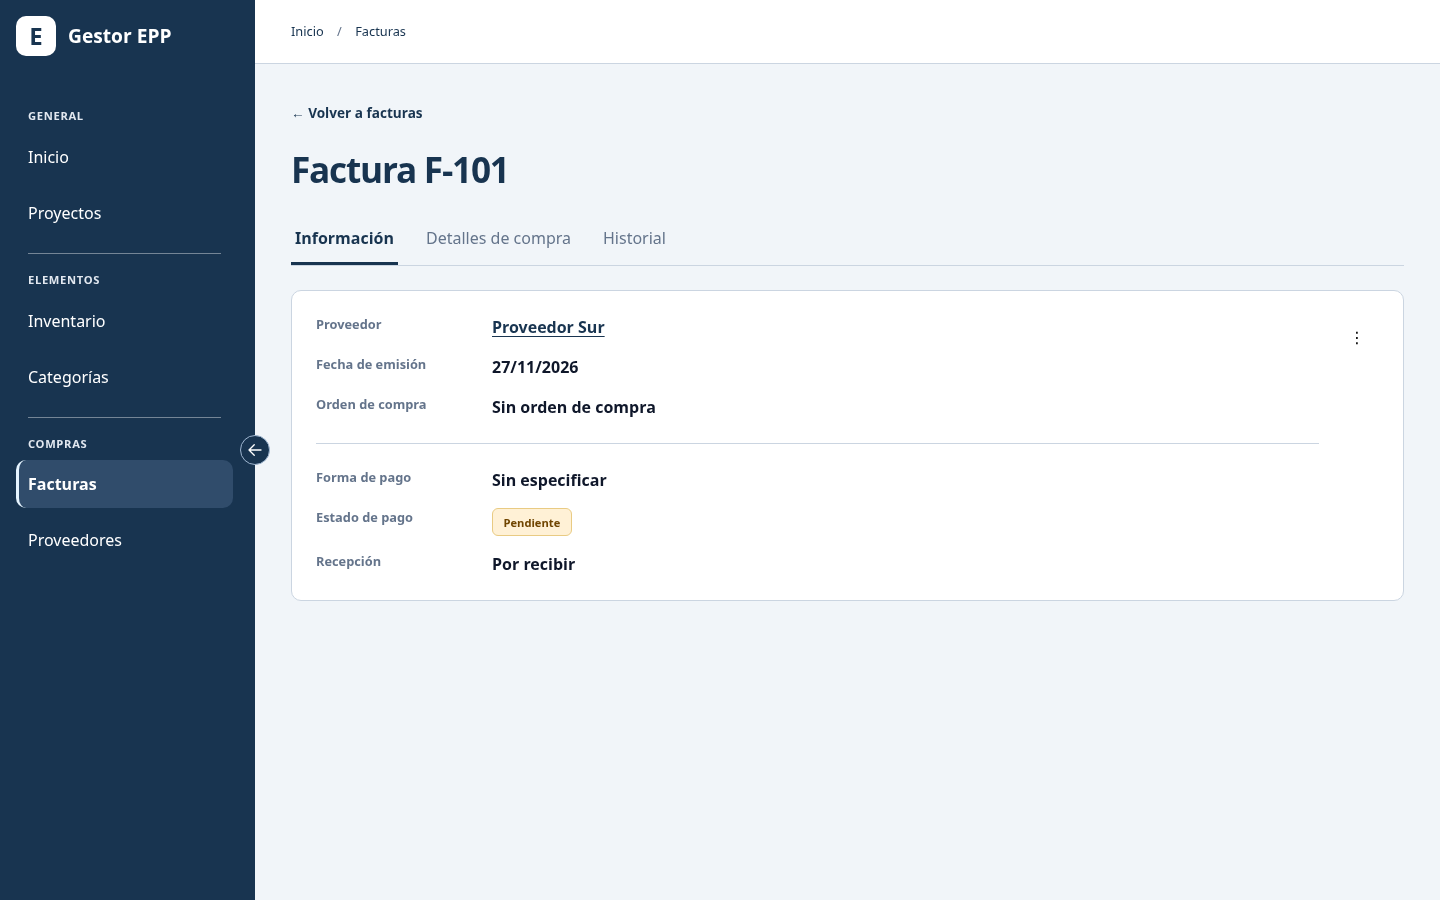 E Gestor EPP
GENERAL
Inicio
Proyectos
ELEMENTOS
Inventario
Categorías
COMPRAS
Facturas
Proveedores
Inicio / Facturas
← Volver a facturas
Factura F-101
Información Detalles de compra Historial
Proveedor Proveedor Sur
Fecha de emisión 27/11/2026
Orden de compra Sin orden de compra
Forma de pago Sin especificar
Estado de pago Pendiente
Recepción Por recibir